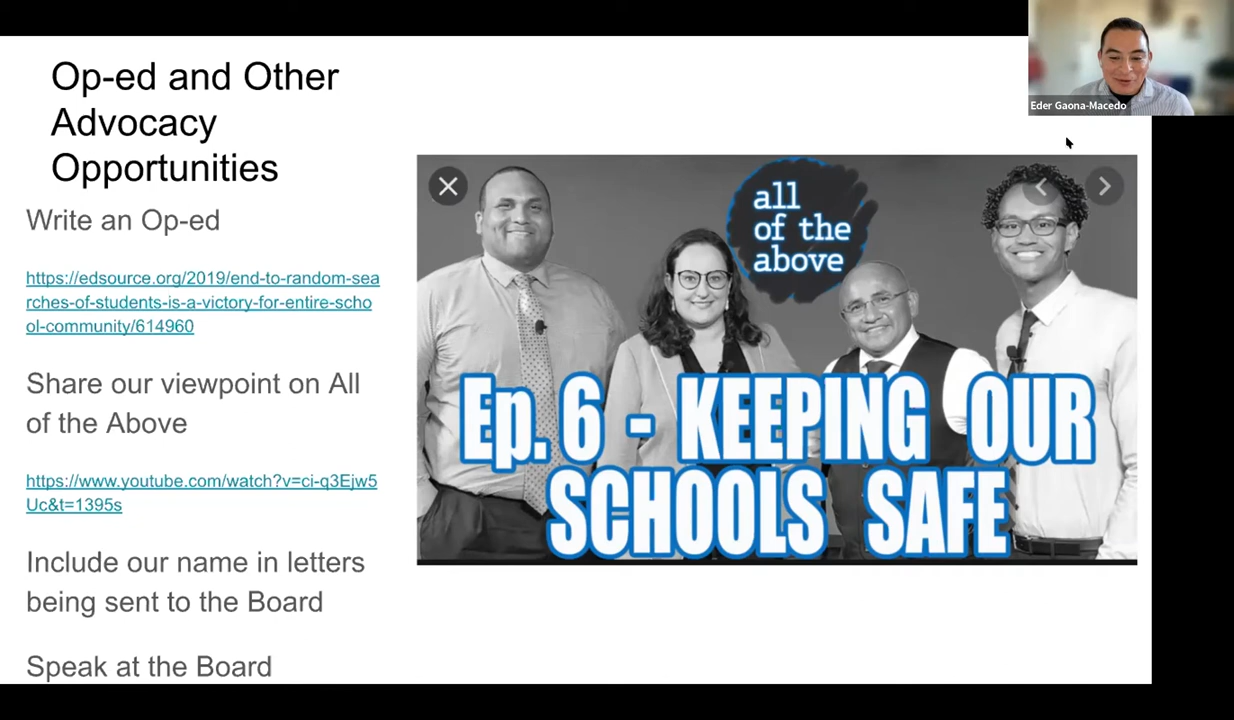 Op-ed and Other
Advocacy
Opportunities
Write an Op-ed
https://edsource.org/2019/end-to-random-sea
rches-of-students-is-a-victory-for-entire-scho
ol-community/614960
Share our viewpoint on All
of the Above
https://www.youtube.com/watch?v=ci-q3Ejw5
Uc&t=1395s
Include our name in letters
being sent to the Board
Speak at the Board
all
of the
above
Ep. 6 - KEEPING OUR
SCHOOLS SAFE
Eder Gaona-Macedo